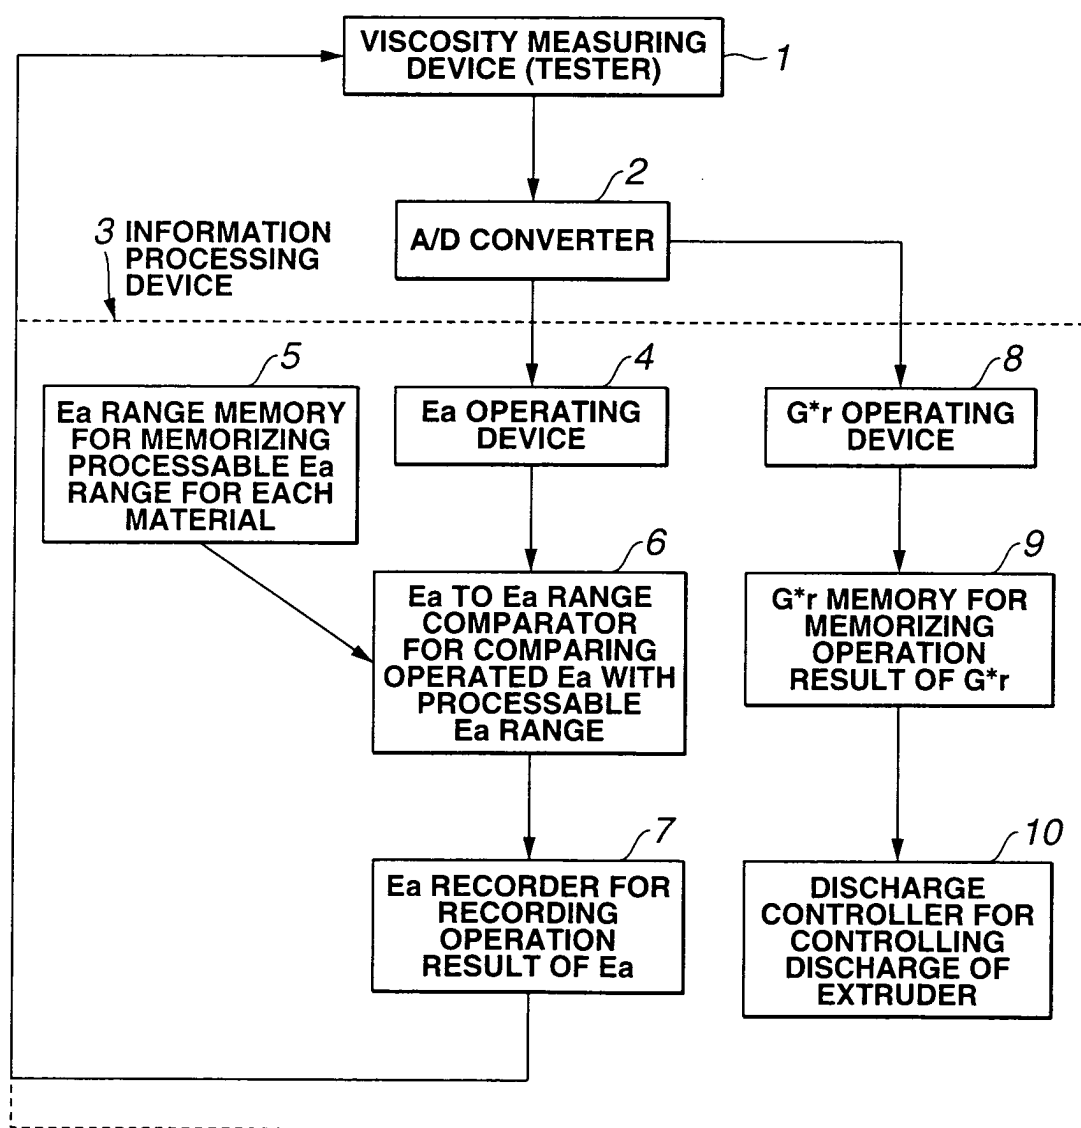 VISCOSITY MEASURING
DEVICE (TESTER)
1
2
A/D CONVERTER
3 INFORMATION
PROCESSING
DEVICE
5
Ea RANGE MEMORY
FOR MEMORIZING
PROCESSABLE Ea
RANGE FOR EACH
MATERIAL
4
Ea OPERATING
DEVICE
8
G*r OPERATING
DEVICE
6
Ea TO Ea RANGE
COMPARATOR
FOR COMPARING
OPERATED Ea WITH
PROCESSABLE
Ea RANGE
9
G*r MEMORY FOR
MEMORIZING
OPERATION
RESULT OF G*r
7
Ea RECORDER FOR
RECORDING
OPERATION
RESULT OF Ea
10
DISCHARGE
CONTROLLER FOR
CONTROLLING
DISCHARGE OF
EXTRUDER